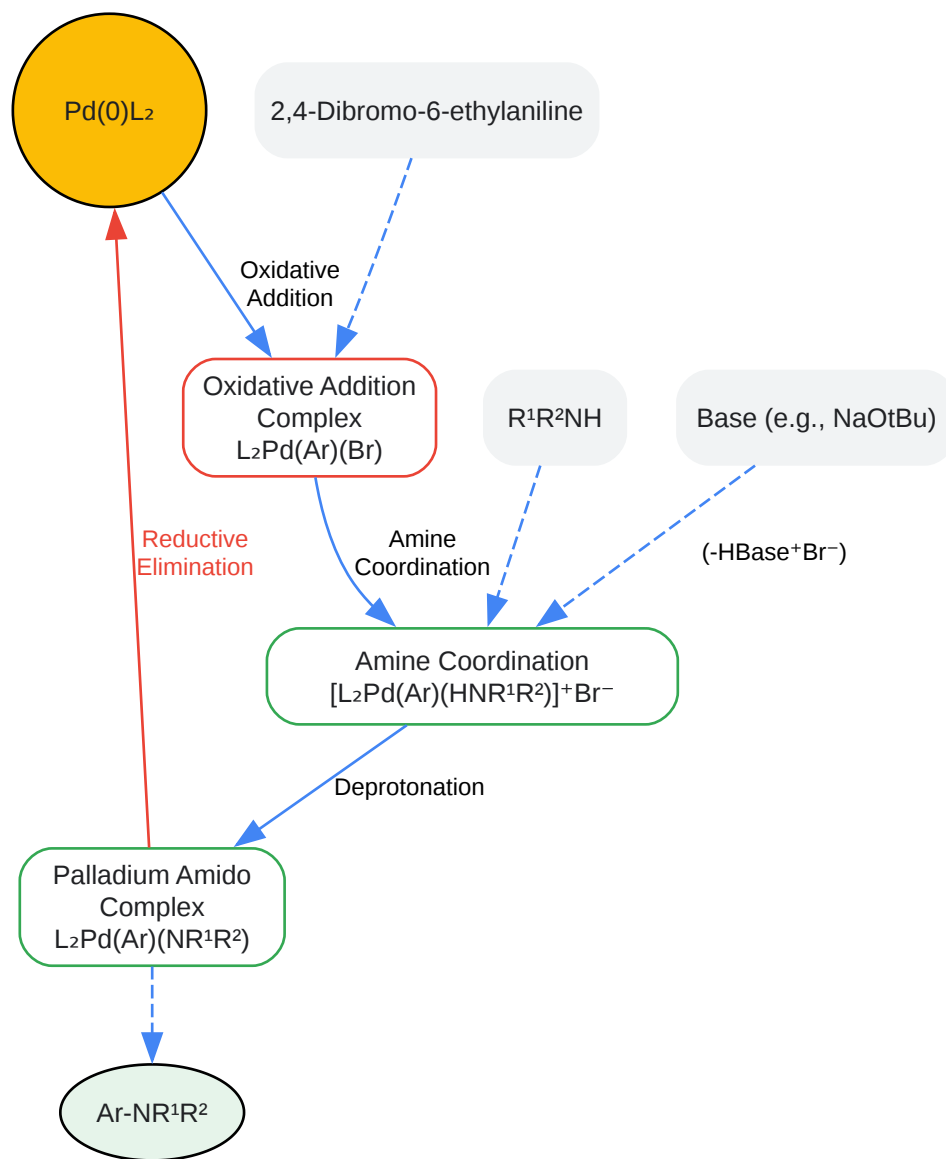 Pd(0)L₂
2,4-Dibromo-6-ethylaniline
Oxidative
Addition
Oxidative Addition
Complex
L₂Pd(Ar)(Br)
R¹R²NH
Base (e.g., NaOtBu)
Reductive
Elimination
Amine
Coordination
(-HBase⁺Br⁻)
Amine Coordination
[L₂Pd(Ar)(HNR¹R²)]⁺Br⁻
Deprotonation
Palladium Amido
Complex
L₂Pd(Ar)(NR¹R²)
Ar-NR¹R²